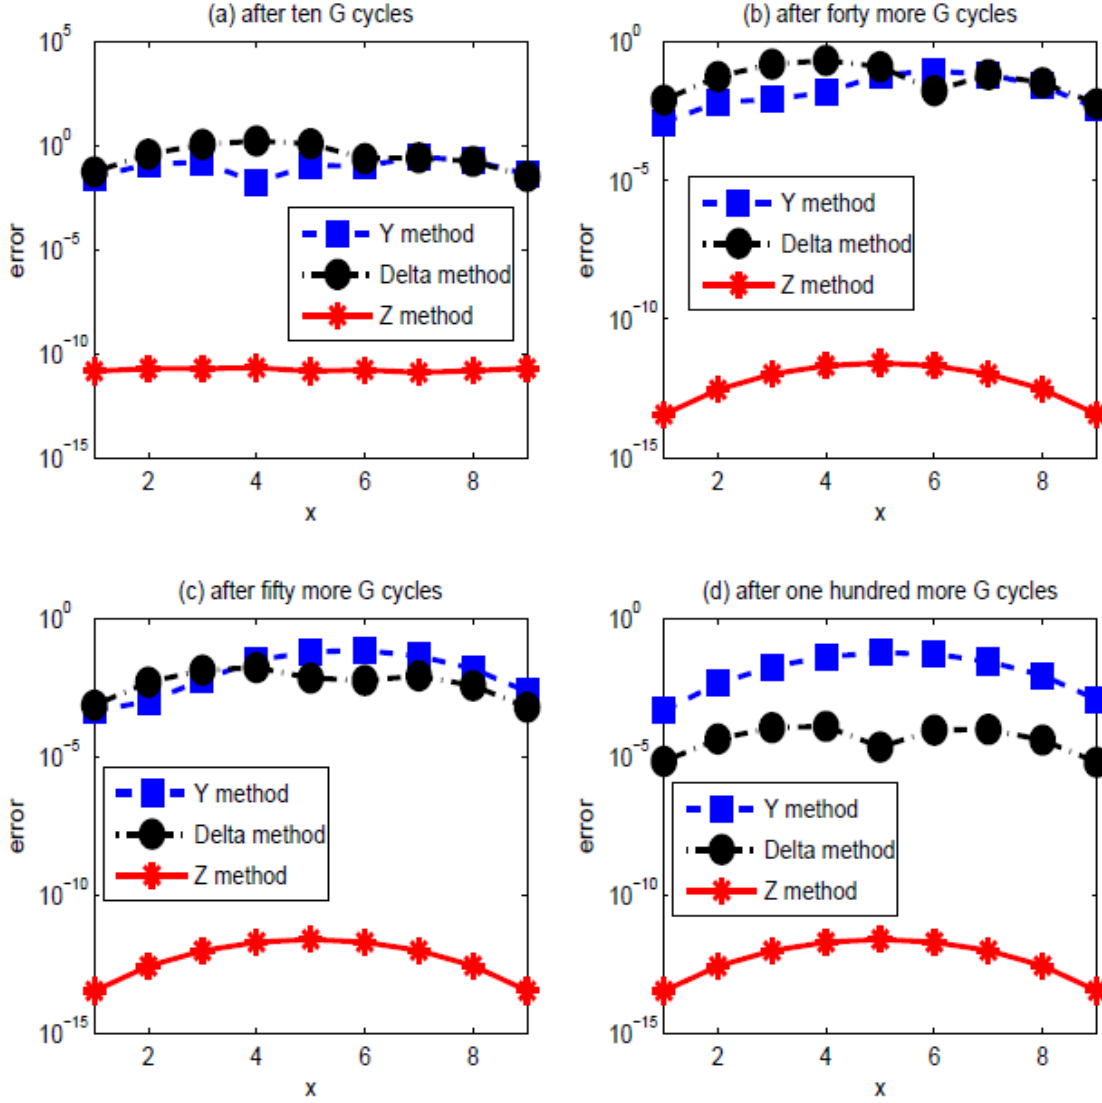 (a) after ten G cycles
10^5
10^0
10^-5
10^-10
10^-15
error
Y method
Delta method
Z method
2 4 6 8
x
(b) after forty more G cycles
10^0
10^-5
10^-10
10^-15
error
Y method
Delta method
Z method
2 4 6 8
x
(c) after fifty more G cycles
10^0
10^-5
10^-10
10^-15
error
Y method
Delta method
Z method
2 4 6 8
x
(d) after one hundred more G cycles
10^0
10^-5
10^-10
10^-15
error
Y method
Delta method
Z method
2 4 6 8
x